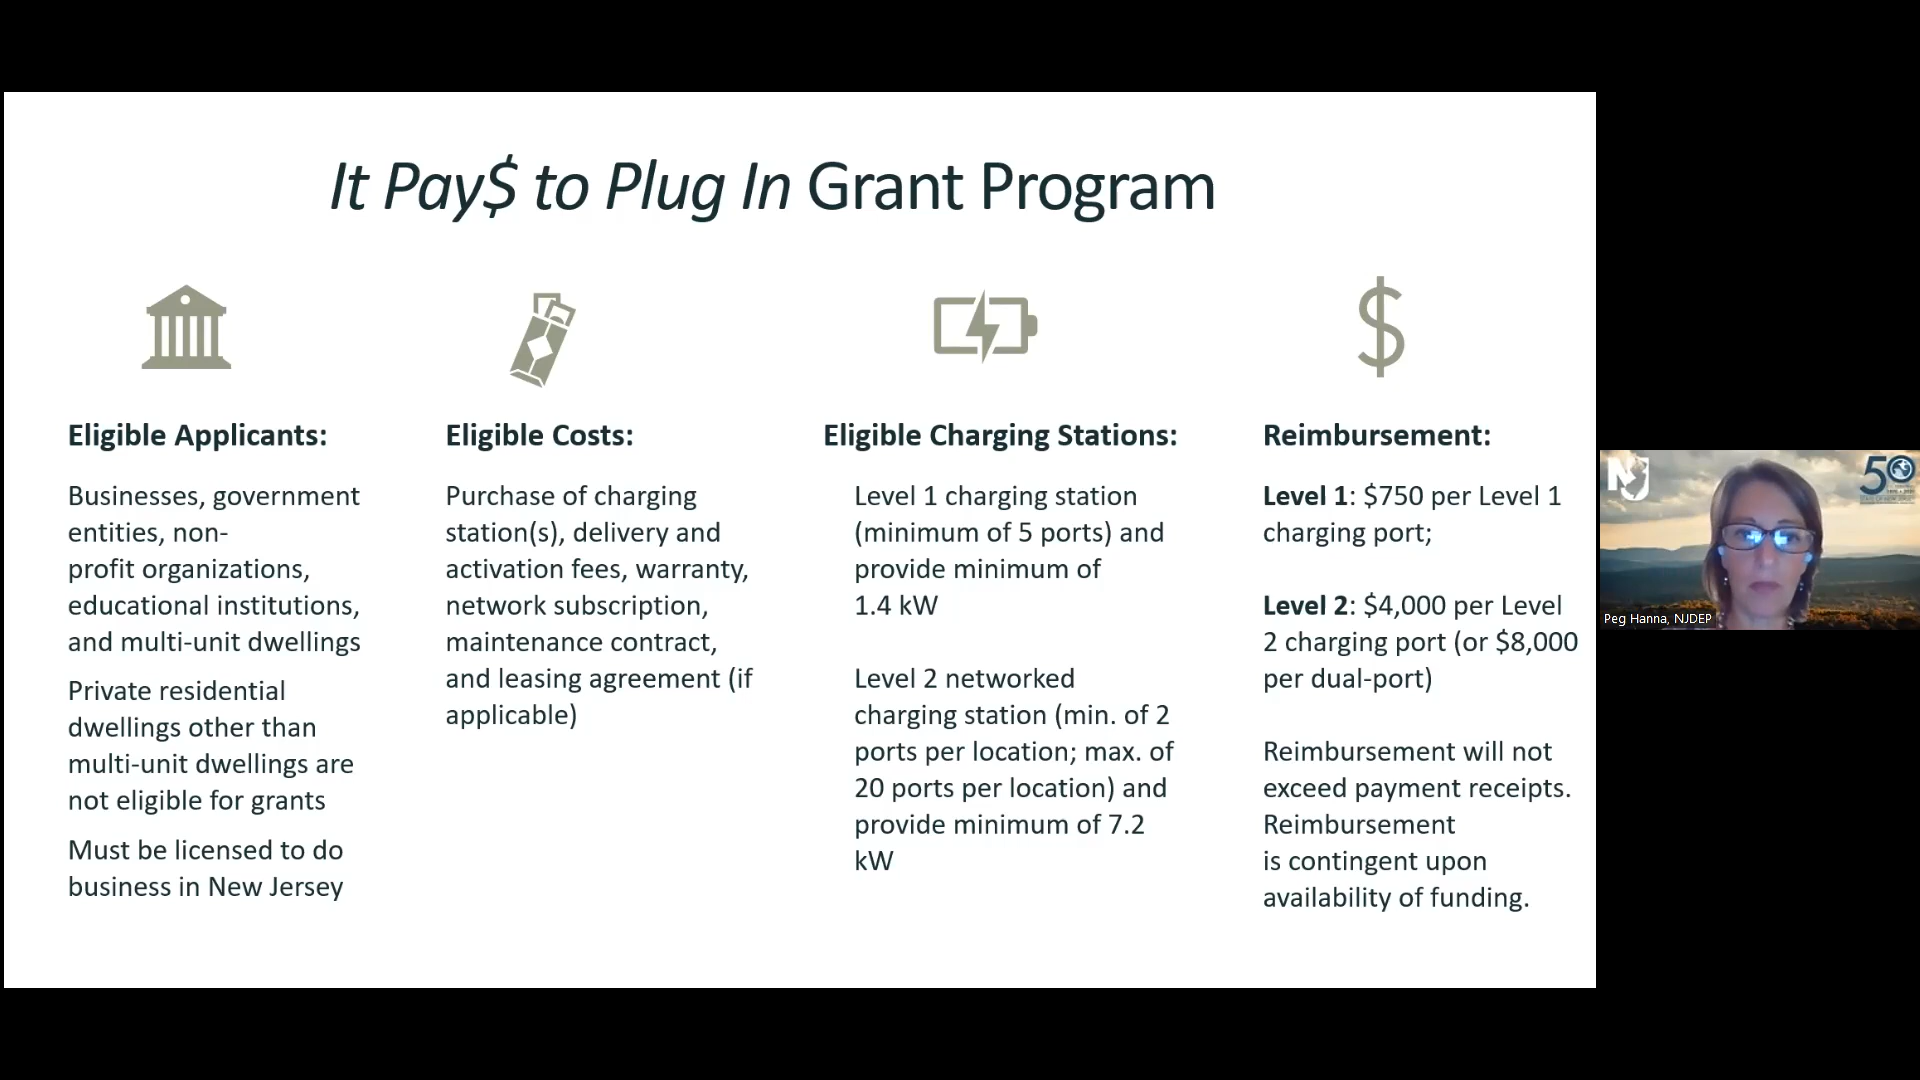 It Pay$ to Plug In Grant Program
Eligible Applicants:
Businesses, government
entities, non-
profit organizations,
educational institutions,
and multi-unit dwellings
Private residential
dwellings other than
multi-unit dwellings are
not eligible for grants
Must be licensed to do
business in New Jersey
Eligible Costs:
Purchase of charging
station(s), delivery and
activation fees, warranty,
network subscription,
maintenance contract,
and leasing agreement (if
applicable)
Eligible Charging Stations:
Level 1 charging station
(minimum of 5 ports) and
provide minimum of
1.4 kW
Level 2 networked
charging station (min. of 2
ports per location; max. of
20 ports per location) and
provide minimum of 7.2
kW
Reimbursement:
Level 1: $750 per Level 1
charging port;
Level 2: $4,000 per Level
2 charging port (or $8,000
per dual-port)
Reimbursement will not
exceed payment receipts.
Reimbursement
is contingent upon
availability of funding.
NJ
50
Peg Hanna, NJDEP